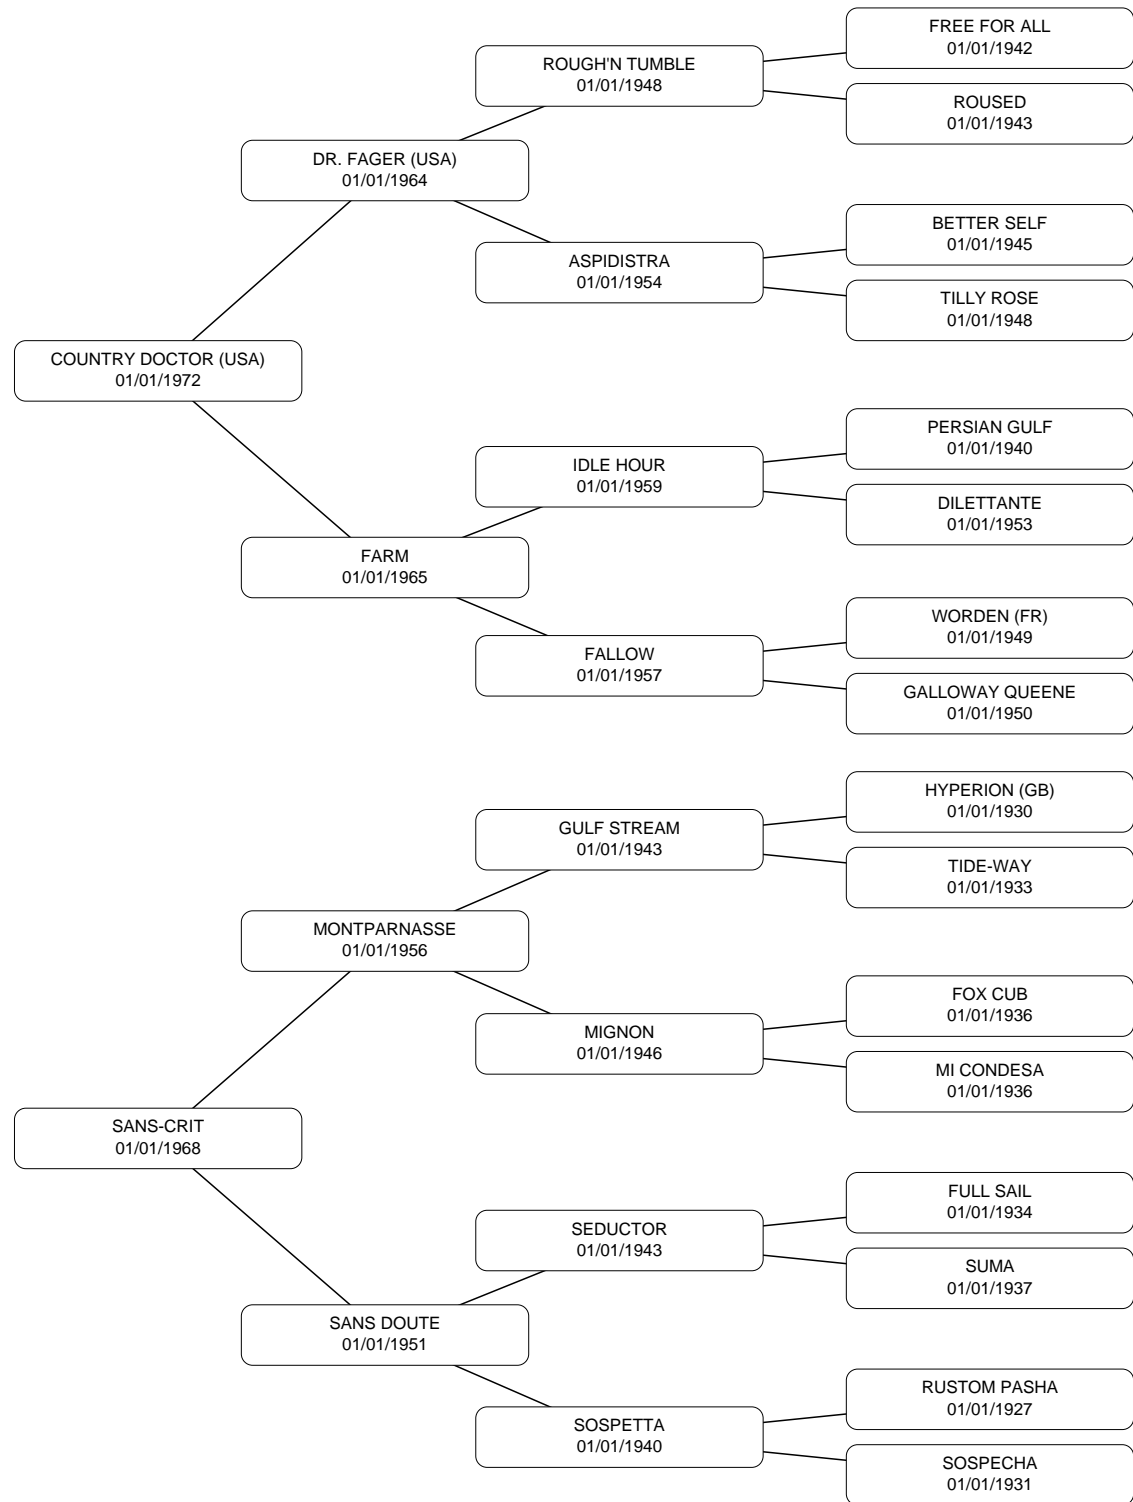 FREE FOR ALL
01/01/1942
ROUGH'N TUMBLE
01/01/1948
ROUSED
01/01/1943
DR. FAGER (USA)
01/01/1964
BETTER SELF
01/01/1945
ASPIDISTRA
01/01/1954
TILLY ROSE
01/01/1948
COUNTRY DOCTOR (USA)
01/01/1972
PERSIAN GULF
01/01/1940
IDLE HOUR
01/01/1959
DILETTANTE
01/01/1953
FARM
01/01/1965
WORDEN (FR)
01/01/1949
FALLOW
01/01/1957
GALLOWAY QUEENE
01/01/1950
HYPERION (GB)
01/01/1930
GULF STREAM
01/01/1943
TIDE-WAY
01/01/1933
MONTPARNASSE
01/01/1956
FOX CUB
01/01/1936
MIGNON
01/01/1946
MI CONDESA
01/01/1936
SANS-CRIT
01/01/1968
FULL SAIL
01/01/1934
SEDUCTOR
01/01/1943
SUMA
01/01/1937
SANS DOUTE
01/01/1951
RUSTOM PASHA
01/01/1927
SOSPETTA
01/01/1940
SOSPECHA
01/01/1931